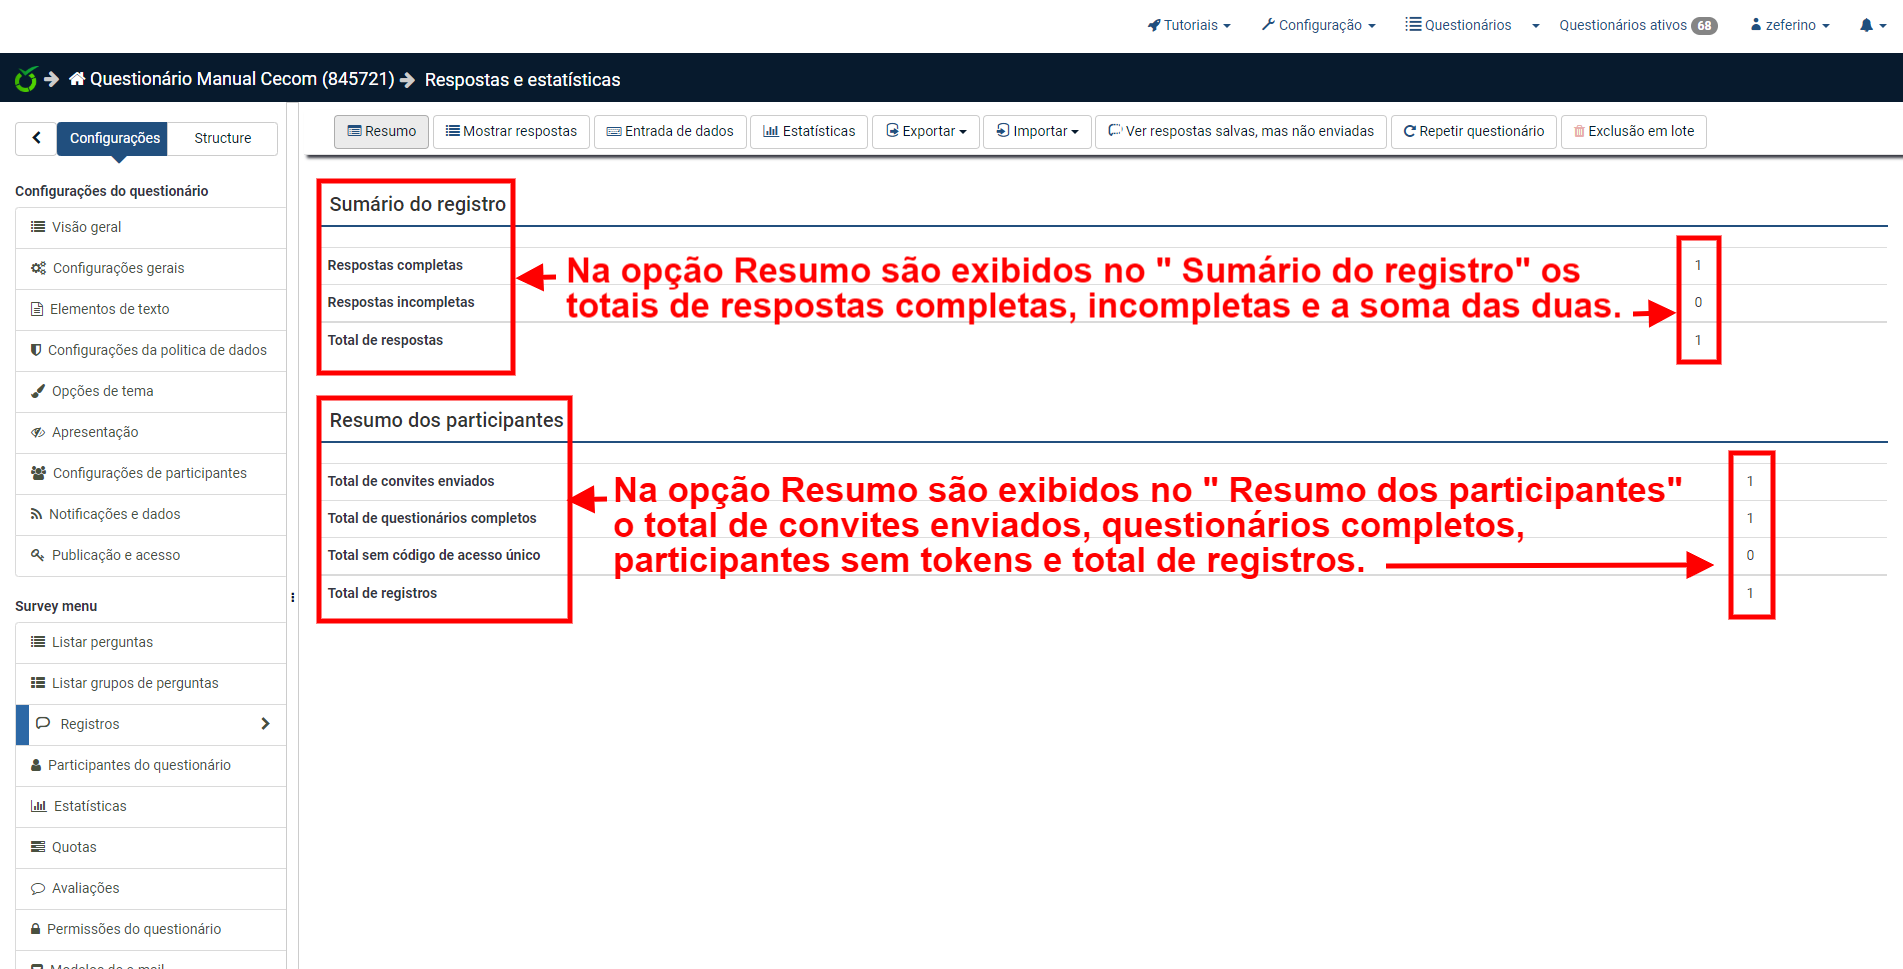 Tutoriais
Configuração
Questionários
Questionários ativos 68
zeferino
Questionário Manual Cecom (845721)
Respostas e estatísticas
Configurações
Structure
Resumo
Mostrar respostas
Entrada de dados
Estatísticas
Exportar
Importar
Ver respostas salvas, mas não enviadas
Repetir questionário
Exclusão em lote
Configurações do questionário
Visão geral
Configurações gerais
Elementos de texto
Configurações da politica de dados
Opções de tema
Apresentação
Configurações de participantes
Notificações e dados
Publicação e acesso
Survey menu
Listar perguntas
Listar grupos de perguntas
Registros
Participantes do questionário
Estatísticas
Quotas
Avaliações
Permissões do questionário
Modelos de e-mail
Sumário do registro
Respostas completas 1
Respostas incompletas 0
Total de respostas 1
Na opção Resumo são exibidos no " Sumário do registro" os
totais de respostas completas, incompletas e a soma das duas.
Resumo dos participantes
Total de convites enviados 1
Total de questionários completos 1
Total sem código de acesso único 0
Total de registros 1
Na opção Resumo são exibidos no " Resumo dos participantes"
o total de convites enviados, questionários completos,
participantes sem tokens e total de registros.